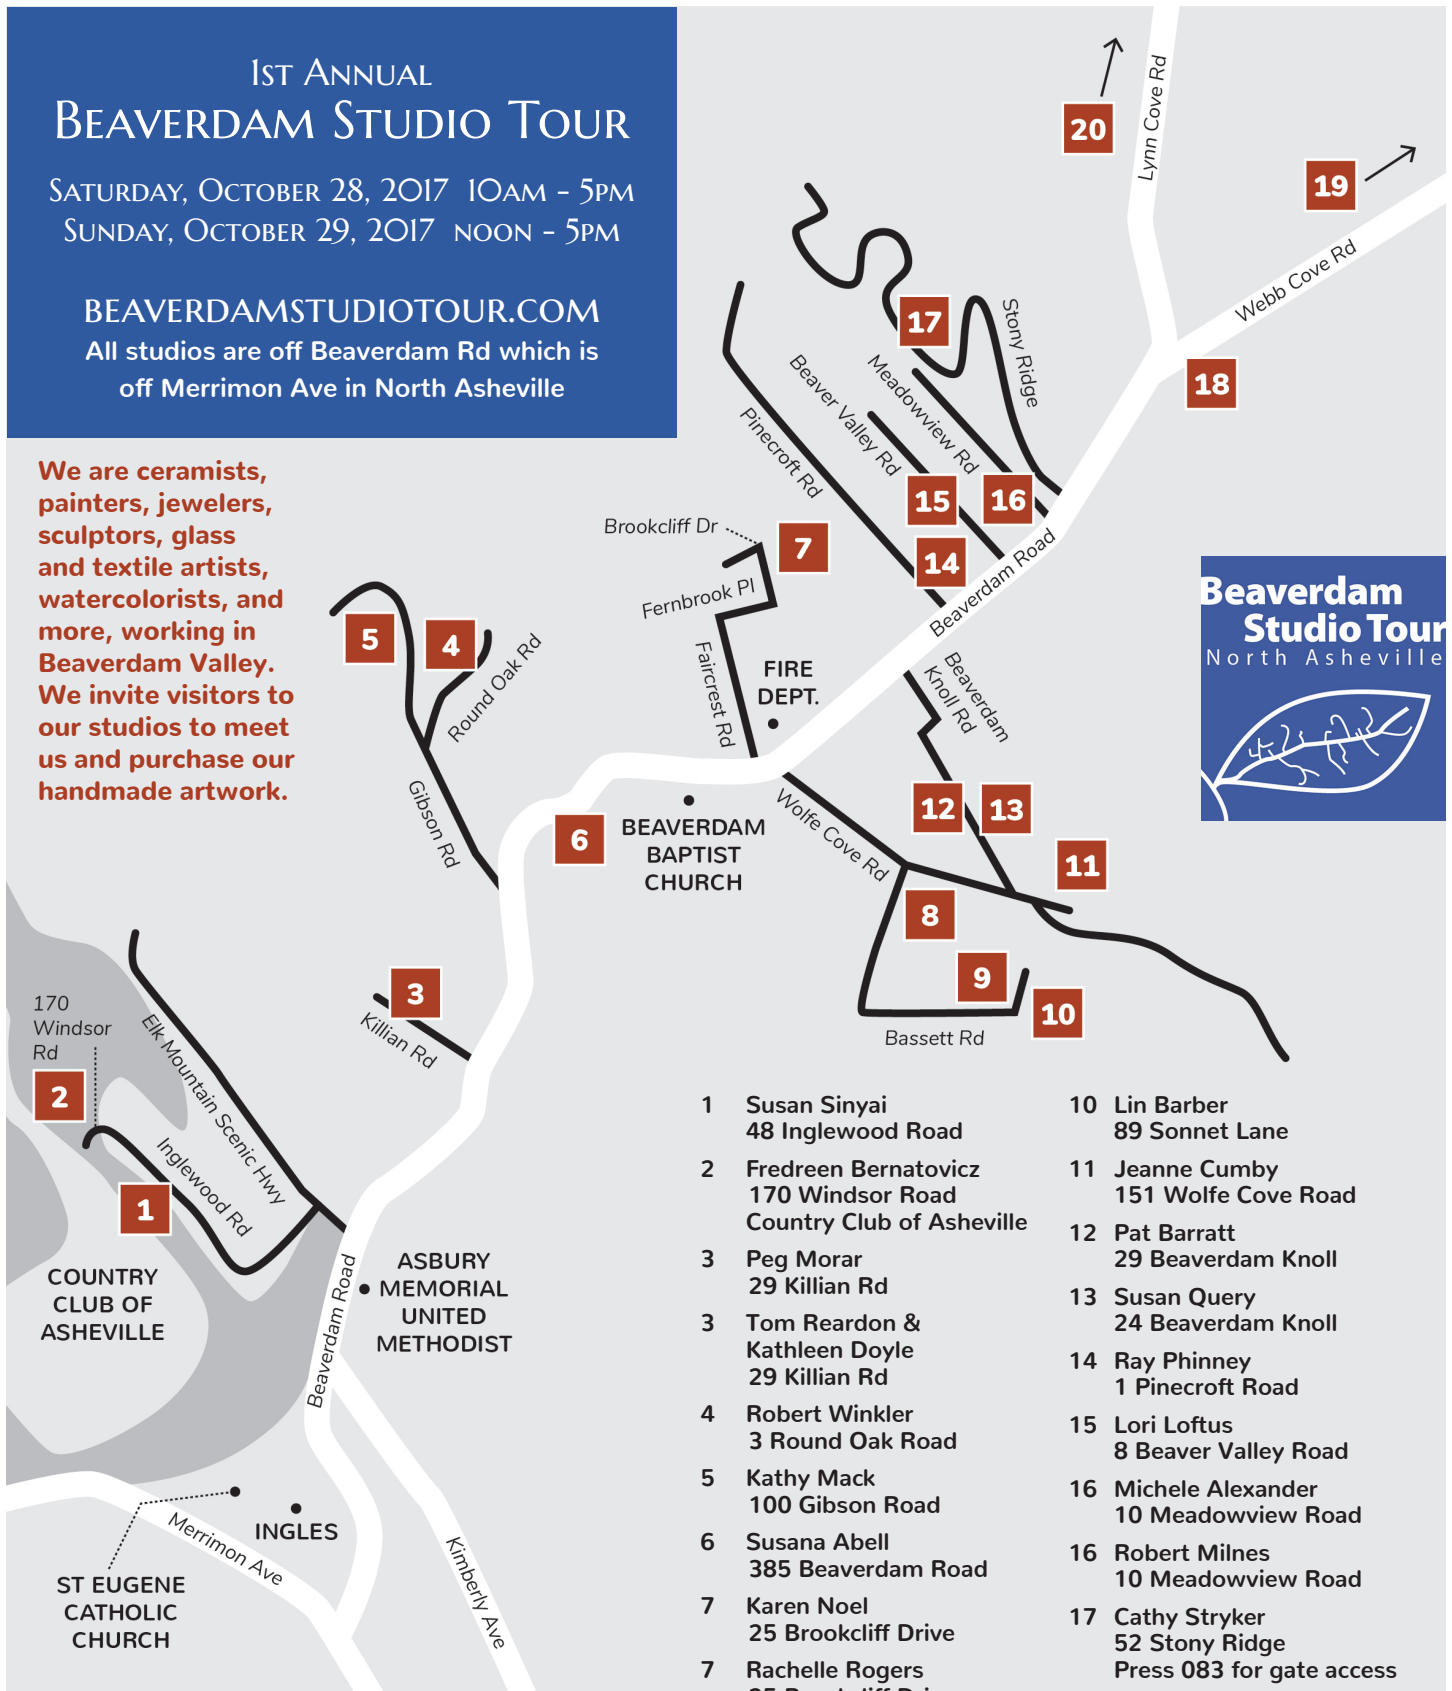 1st Annual
Beaverdam Studio Tour
Saturday, October 28, 2017 10am - 5pm
Sunday, October 29, 2017 noon - 5pm
beaverdamstudiotour.com
All studios are off Beaverdam Rd which is
off Merrimon Ave in North Asheville
We are ceramists,
painters, jewelers,
sculptors, glass
and textile artists,
watercolorists, and
more, working in
Beaverdam Valley.
We invite visitors to
our studios to meet
us and purchase our
handmade artwork.
20
Lynn Cove Rd
19
Webb Cove Rd
18
17
Stony Ridge
Meadowview Rd
Beaver Valley Rd
Pinecroft Rd
15
16
14
Beaverdam Road
Brookcliff Dr
7
Fernbrook Pl
Faircrest Rd
FIRE
DEPT.
Beaverdam
Knoll Rd
Beaverdam
Studio Tour
North Asheville
5
4
Round Oak Rd
Gibson Rd
6
BEAVERDAM
BAPTIST
CHURCH
Wolfe Cove Rd
12
13
11
8
9
10
Bassett Rd
3
Killian Rd
170
Windsor
Rd
2
Elk Mountain Scenic Hwy
Inglewood Rd
1
COUNTRY
CLUB OF
ASHEVILLE
Beaverdam Road
ASBURY
MEMORIAL
UNITED
METHODIST
INGLES
Merrimon Ave
Kimberly Ave
ST EUGENE
CATHOLIC
CHURCH
1 Susan Sinyai
48 Inglewood Road
2 Fredreen Bernatovicz
170 Windsor Road
Country Club of Asheville
3 Peg Morar
29 Killian Rd
3 Tom Reardon &
Kathleen Doyle
29 Killian Rd
4 Robert Winkler
3 Round Oak Road
5 Kathy Mack
100 Gibson Road
6 Susana Abell
385 Beaverdam Road
7 Karen Noel
25 Brookcliff Drive
7 Rachelle Rogers
10 Lin Barber
89 Sonnet Lane
11 Jeanne Cumby
151 Wolfe Cove Road
12 Pat Barratt
29 Beaverdam Knoll
13 Susan Query
24 Beaverdam Knoll
14 Ray Phinney
1 Pinecroft Road
15 Lori Loftus
8 Beaver Valley Road
16 Michele Alexander
10 Meadowview Road
16 Robert Milnes
10 Meadowview Road
17 Cathy Stryker
52 Stony Ridge
Press 083 for gate access